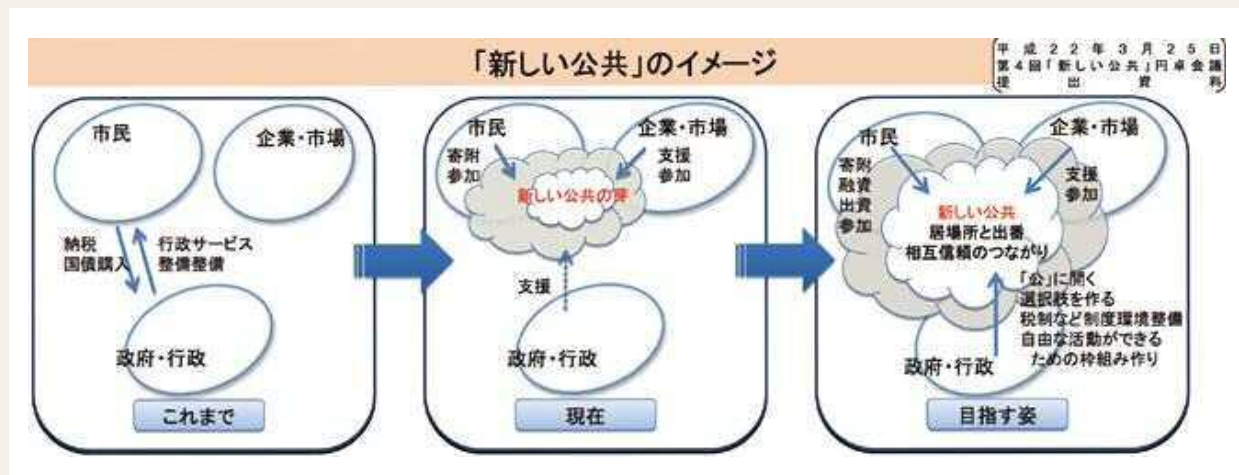 「新しい公共」のイメージ
平成22年3月25日
第4回「新しい公共」円卓会議
提出資料
市民
企業・市場
納税
国債購入
行政サービス
整備整備
政府・行政
これまで
市民
企業・市場
寄附
参加
支援
参加
新しい公共の芽
支援
政府・行政
現在
市民
企業・市場
寄附
融資
出資
参加
支援
参加
新しい公共
居場所と出番
相互信頼のつながり
「公」に開く
選択肢を作る
税制など制度環境整備
自由な活動ができる
ための枠組み作り
政府・行政
目指す姿